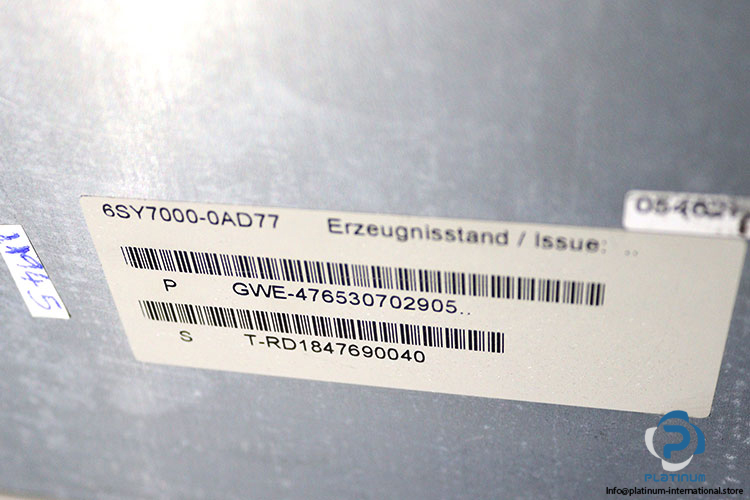 6SY7000-0AD77 Erzeugnisstand / Issue: ..
P GWE-476530702905..
S T-RD1847690040
PLATINUM
Info@platinum-international.store